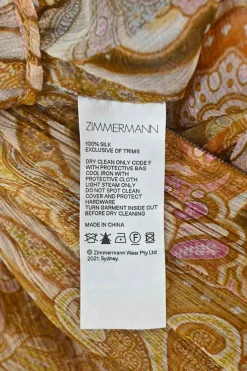 ZIMMERMANN
100% SILK
EXCLUSIVE OF TRIMS
DRY CLEAN ONLY CODE F
WITH PROTECTIVE BAG
COOL IRON WITH
PROTECTIVE CLOTH
LIGHT STEAM ONLY
DO NOT SPOT CLEAN
COVER AND PROTECT
HARDWARE
TURN GARMENT INSIDE OUT
BEFORE DRY CLEANING
MADE IN CHINA
© Zimmermann Wear Pty Ltd
2021, Sydney.